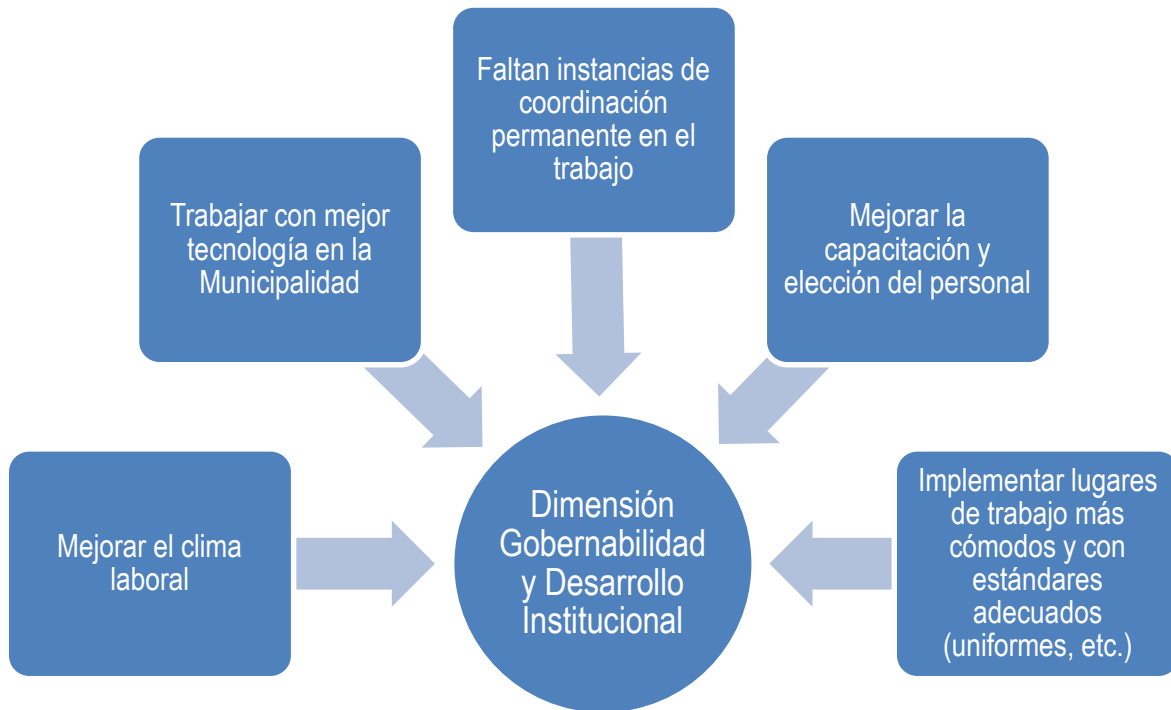 Faltan instancias de
coordinación
permanente en el
trabajo
Trabajar con mejor
tecnología en la
Municipalidad
Mejorar la
capacitación y
elección del personal
Mejorar el clima
laboral
Dimensión
Gobernabilidad
y Desarrollo
Institucional
Implementar lugares
de trabajo más
cómodos y con
estándares
adecuados
(uniformes, etc.)